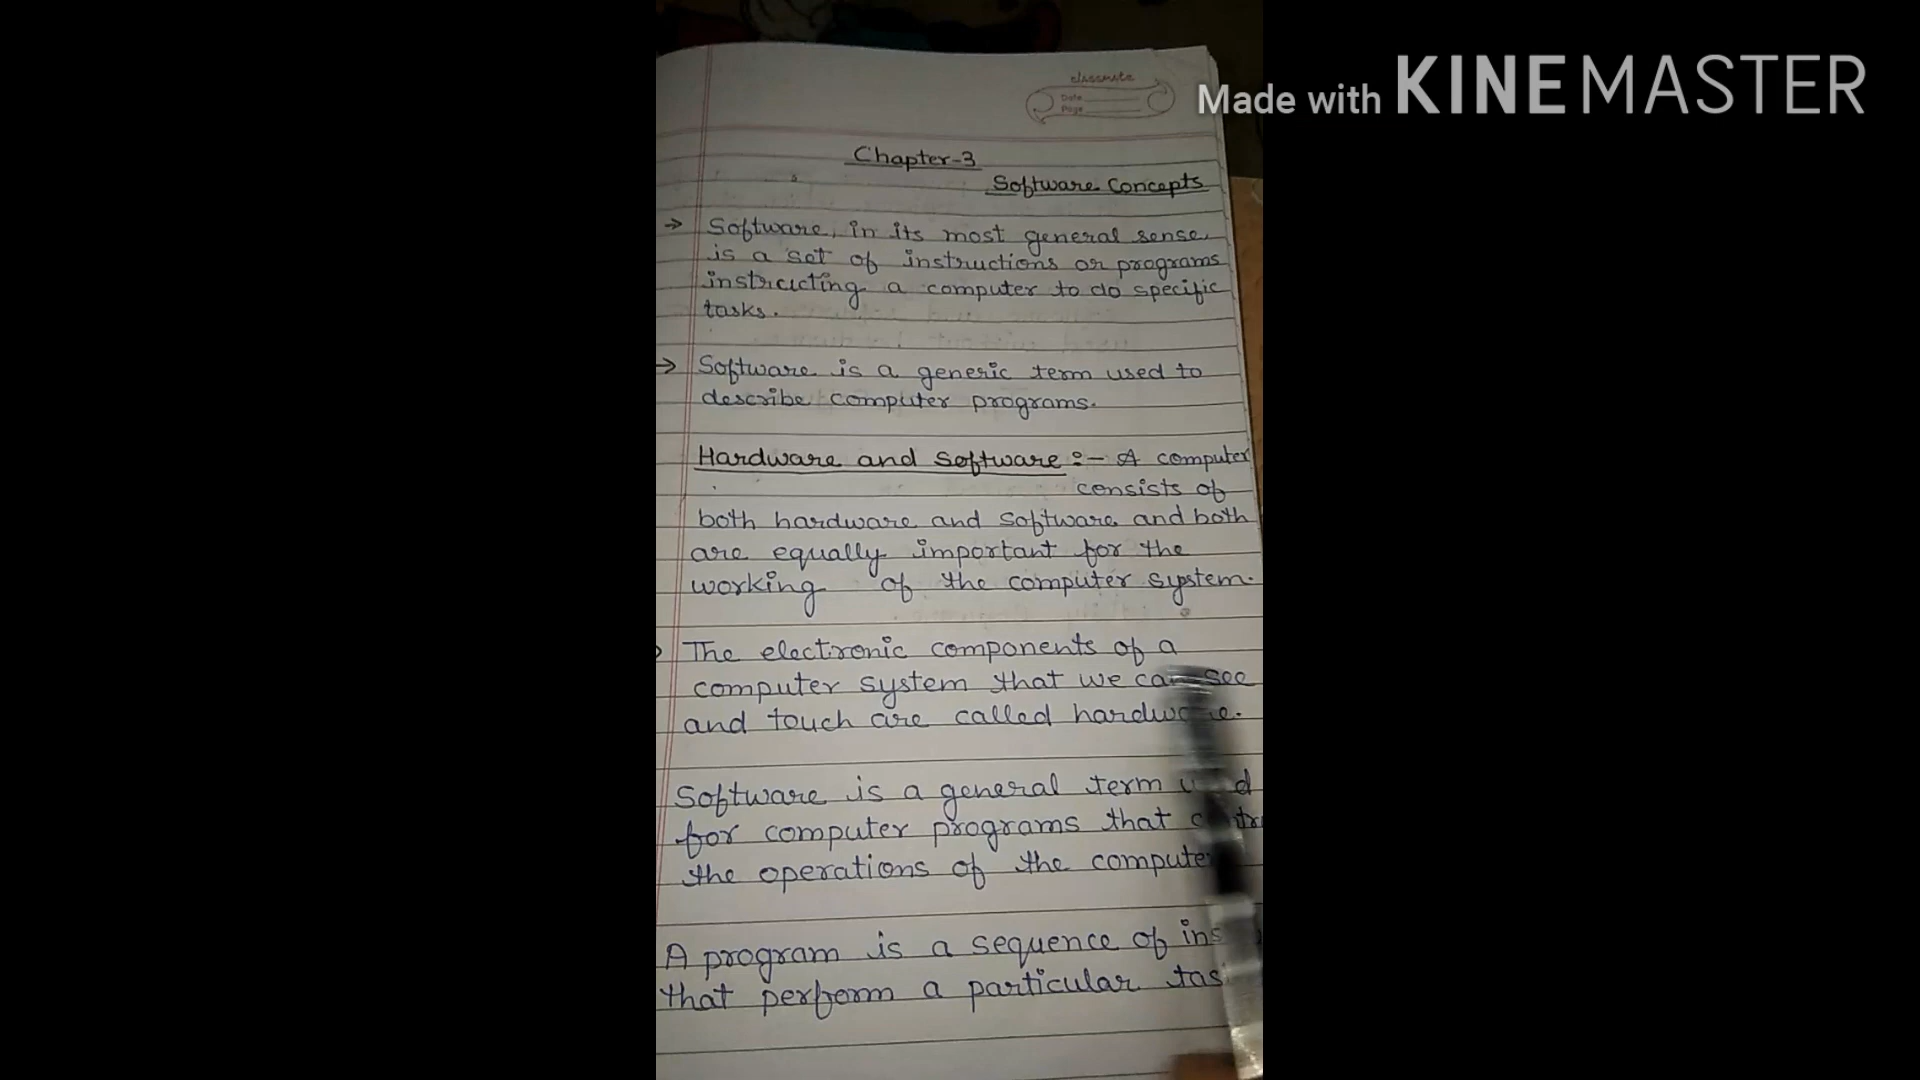 classmate
Date
Page
Made with KINEMASTER
Chapter-3
Software Concepts
→ Software, in its most general sense,
is a set of instructions or programs
instructing a computer to do specific
tasks.
→ Software is a generic term used to
describe computer programs.
Hardware and Software :- A computer
consists of
both hardware and software and both
are equally important for the
working of the computer system.
The electronic components of a
computer system that we can see
and touch are called hardware.
Software is a general term
for computer programs that
the operations of the computer
A program is a sequence of
that perform a particular